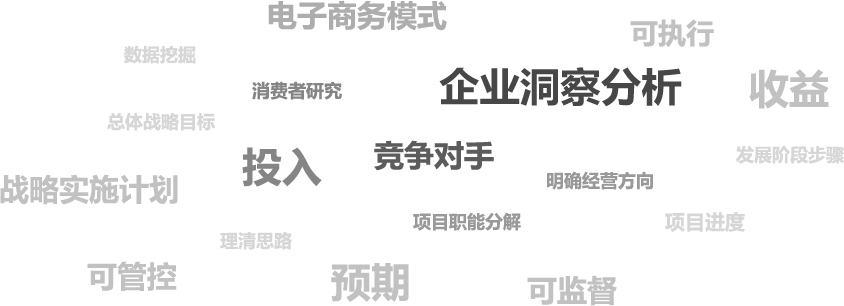 电子商务模式
可执行
数据挖掘
消费者研究
企业洞察分析
收益
总体战略目标
投入
竞争对手
发展阶段步骤
战略实施计划
明确经营方向
项目职能分解
项目进度
理清思路
可管控
预期
可监督